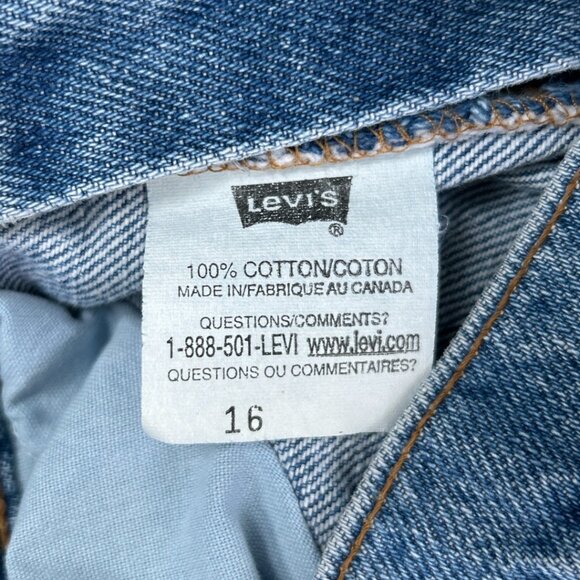 Levi's
®
100% COTTON/COTON
MADE IN/FABRIQUE AU CANADA
QUESTIONS/COMMENTS?
1-888-501-LEVI www.levi.com
QUESTIONS OU COMMENTAIRES?
16